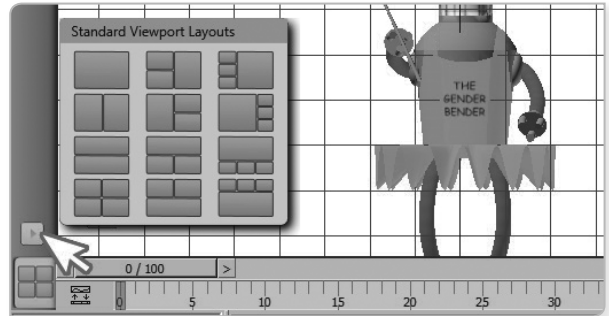 Standard Viewport Layouts
THE
GENDER
BENDER
0 / 100
>
0 5 10 15 20 25 30